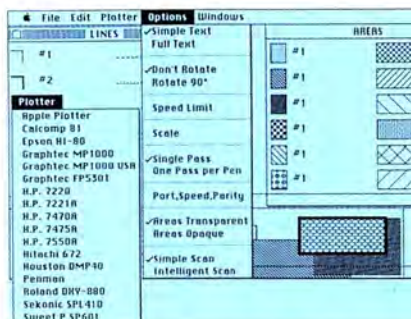 File Edit Plotter Options Windows
LINES
AREAS
#1
#2
Simple Text
Full Text
Don't Rotate
Rotate 90°
Speed Limit
Scale
Single Pass
One Pass per Pen
Port,Speed,Parity
Areas Transparent
Areas Opaque
Simple Scan
Intelligent Scan
Plotter
Apple Plotter
Calcomp 81
Epson HI-80
Graphtec MP1000
Graphtec MP1000 USA
Graphtec FP5301
H.P. 7220
H.P. 7221A
H.P. 7470A
H.P. 7475A
H.P. 7550A
Hitachi 672
Houston DMP40
Penman
Roland DXY-880
Sekonic SPL410
Sweet P SP601
#1
#1
#1
#1
#1
#1